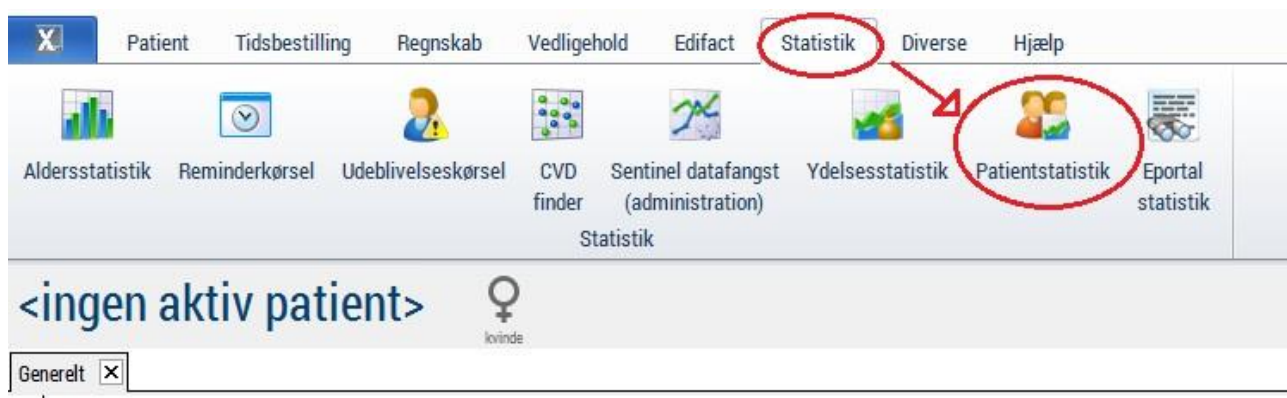 X
Patient Tidsbestilling Regnskab Vedligehold Edifact Statistik Diverse Hjælp
Aldersstatistik Reminderkørsel Udeblivelseskørsel CVD finder Sentinel datafangst (administration) Ydelsesstatistik Patientstatistik Eportal statistik
Statistik
<ingen aktiv patient>
kvinde
Generelt